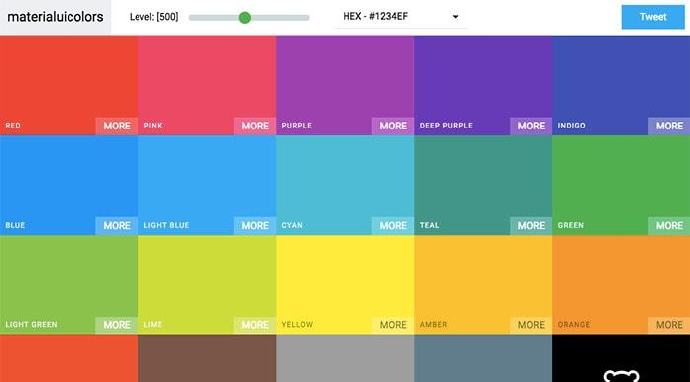 materialuicolors Level: [500] HEX - #1234EF Tweet
RED MORE PINK MORE PURPLE MORE DEEP PURPLE MORE INDIGO MORE
BLUE MORE LIGHT BLUE MORE CYAN MORE TEAL MORE GREEN MORE
LIGHT GREEN MORE LIME MORE YELLOW MORE AMBER MORE ORANGE MORE